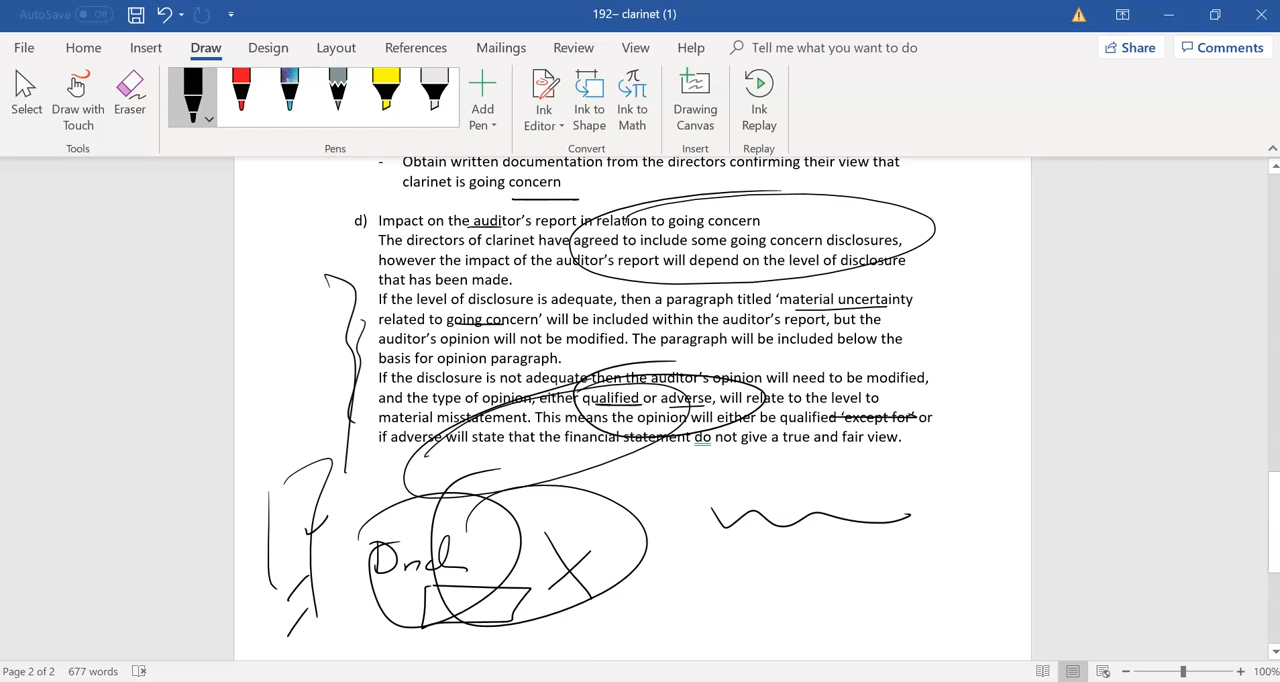 AutoSave Off 192– clarinet (1)
File Home Insert Draw Design Layout References Mailings Review View Help Tell me what you want to do Share Comments
Select Draw with Touch Eraser Add Pen Ink Editor Ink to Shape Ink to Math Drawing Canvas Ink Replay
Tools Pens Convert Insert Replay
- Obtain written documentation from the directors confirming their view that
clarinet is going concern
d) Impact on the auditor’s report in relation to going concern
The directors of clarinet have agreed to include some going concern disclosures,
however the impact of the auditor’s report will depend on the level of disclosure
that has been made.
If the level of disclosure is adequate, then a paragraph titled ‘material uncertainty
related to going concern’ will be included within the auditor’s report, but the
auditor’s opinion will not be modified. The paragraph will be included below the
basis for opinion paragraph.
If the disclosure is not adequate then the auditor’s opinion will need to be modified,
and the type of opinion, either qualified or adverse, will relate to the level to
material misstatement. This means the opinion will either be qualified ‘except for’ or
if adverse will state that the financial statement do not give a true and fair view.
Page 2 of 2 677 words 100%